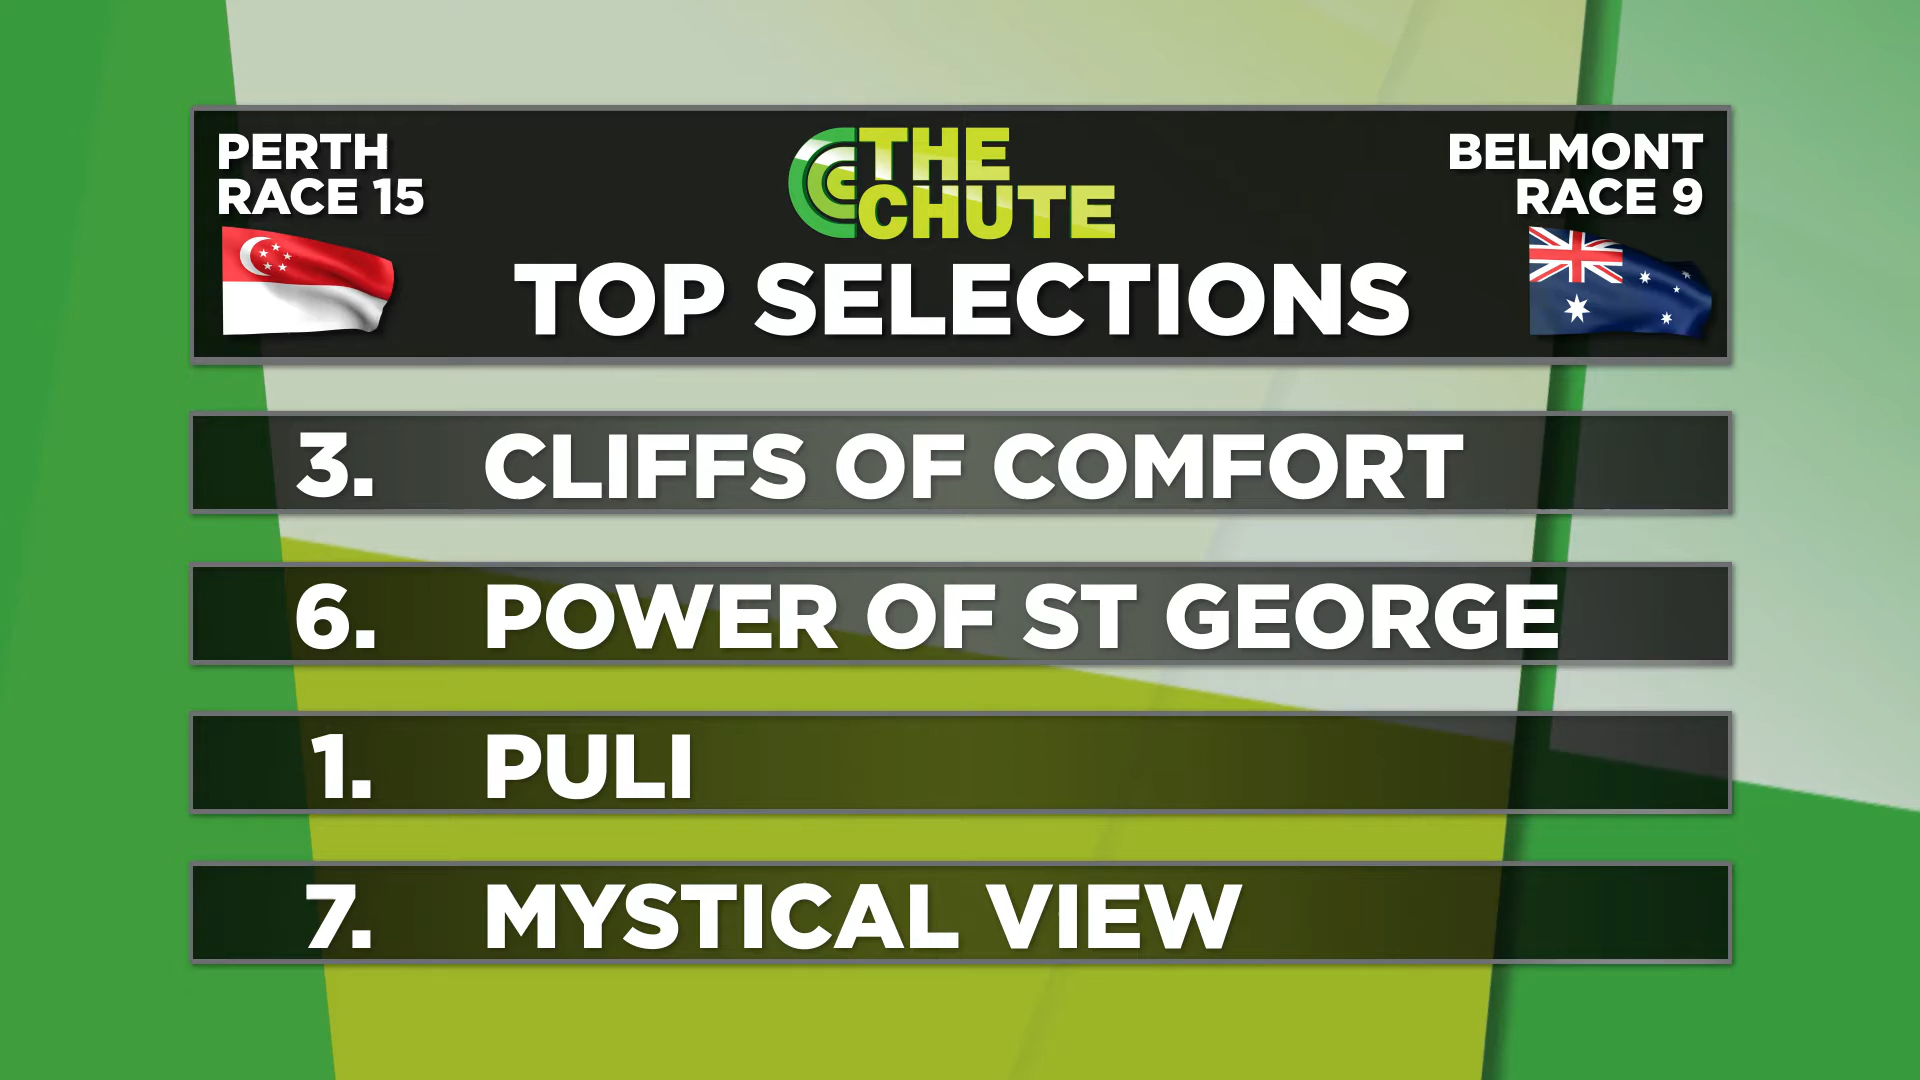 PERTH
RACE 15
THE
CHUTE
BELMONT
RACE 9
TOP SELECTIONS
3. CLIFFS OF COMFORT
6. POWER OF ST GEORGE
1. PULI
7. MYSTICAL VIEW